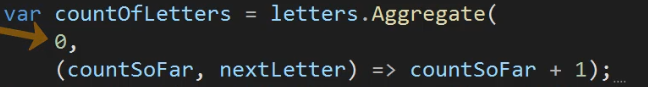 var countOfLetters = letters.Aggregate(
0,
(countSoFar, nextLetter) => countSoFar + 1);